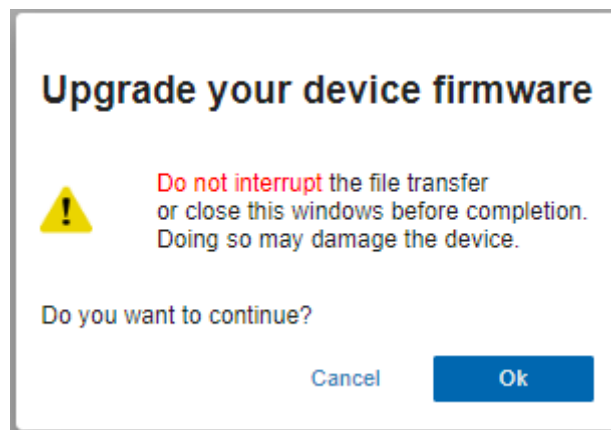 Upgrade your device firmware
Do not interrupt the file transfer
or close this windows before completion.
Doing so may damage the device.
Do you want to continue?
Cancel
Ok